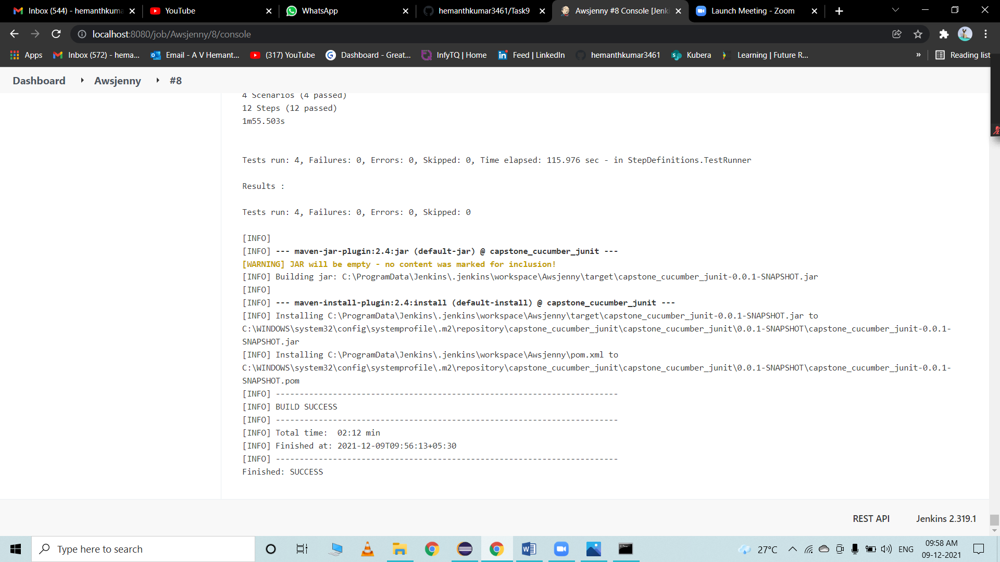 Inbox (544) - hemanthkuma
YouTube
WhatsApp
hemanthkumar3461/Task9
Awsjenny #8 Console [Jenki
Launch Meeting - Zoom
localhost:8080/job/Awsjenny/8/console
Apps
Inbox (572) - hema...
Email - A V Hemant...
(317) YouTube
Dashboard - Great...
InfyTQ | Home
Feed | LinkedIn
hemanthkumar3461
Kubera
Learning | Future R...
»
Reading list
Dashboard
Awsjenny
#8
4 Scenarios (4 passed)
12 Steps (12 passed)
1m55.503s
Tests run: 4, Failures: 0, Errors: 0, Skipped: 0, Time elapsed: 115.976 sec - in StepDefinitions.TestRunner
Results :
Tests run: 4, Failures: 0, Errors: 0, Skipped: 0
[INFO]
[INFO] --- maven-jar-plugin:2.4:jar (default-jar) @ capstone_cucumber_junit ---
[WARNING] JAR will be empty - no content was marked for inclusion!
[INFO] Building jar: C:\ProgramData\Jenkins\.jenkins\workspace\Awsjenny\target\capstone_cucumber_junit-0.0.1-SNAPSHOT.jar
[INFO]
[INFO] --- maven-install-plugin:2.4:install (default-install) @ capstone_cucumber_junit ---
[INFO] Installing C:\ProgramData\Jenkins\.jenkins\workspace\Awsjenny\target\capstone_cucumber_junit-0.0.1-SNAPSHOT.jar to
C:\WINDOWS\system32\config\systemprofile\.m2\repository\capstone_cucumber_junit\capstone_cucumber_junit\0.0.1-SNAPSHOT\capstone_cucumber_junit-0.0.1-
SNAPSHOT.jar
[INFO] Installing C:\ProgramData\Jenkins\.jenkins\workspace\Awsjenny\pom.xml to
C:\WINDOWS\system32\config\systemprofile\.m2\repository\capstone_cucumber_junit\capstone_cucumber_junit\0.0.1-SNAPSHOT\capstone_cucumber_junit-0.0.1-
SNAPSHOT.pom
[INFO] ------------------------------------------------------------------------
[INFO] BUILD SUCCESS
[INFO] ------------------------------------------------------------------------
[INFO] Total time:  02:12 min
[INFO] Finished at: 2021-12-09T09:56:13+05:30
[INFO] ------------------------------------------------------------------------
Finished: SUCCESS
REST API
Jenkins 2.319.1
Type here to search
27°C
ENG
09:58 AM
09-12-2021